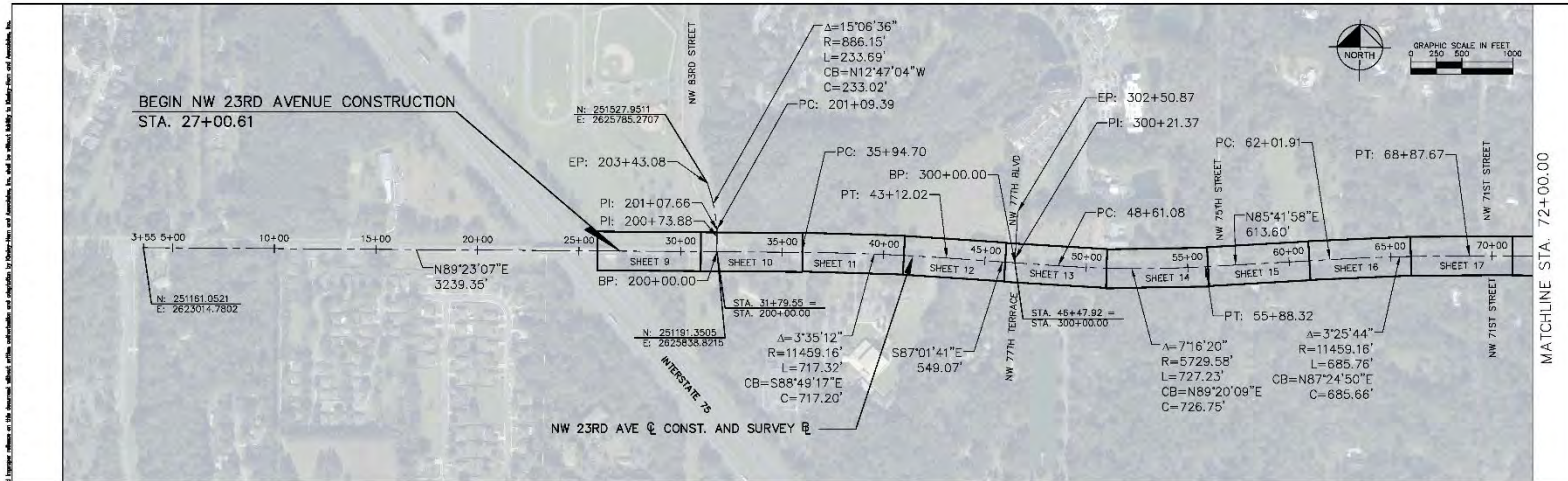 BEGIN NW 23RD AVENUE CONSTRUCTION
STA. 27+00.61
N: 251527.9511
E: 2625785.2707
NW 83RD STREET
Δ=15°06'36"
R=886.15'
L=233.69'
CB=N12°47'04"W
C=233.02'
PC: 201+09.39
EP: 203+43.08
PI: 201+07.66
PI: 200+73.88
BP: 200+00.00
PC: 35+94.70
PT: 43+12.02
BP: 300+00.00
NW 77TH BLVD
EP: 302+50.87
PI: 300+21.37
PC: 48+61.08
NW 75TH STREET
PC: 62+01.91
N85°41'58"E
613.60'
PT: 68+87.67
NW 71ST STREET
NORTH
GRAPHIC SCALE IN FEET
0 250 500 1000
MATCHLINE STA. 72+00.00
3+55 5+00 10+00 15+00 20+00 25+00 30+00 35+00 40+00 45+00 50+00 55+00 60+00 65+00 70+00
SHEET 9 SHEET 10 SHEET 11 SHEET 12 SHEET 13 SHEET 14 SHEET 15 SHEET 16 SHEET 17
N: 251161.0521
E: 2623014.7802
N89°23'07"E
3239.35'
STA. 31+79.55 =
STA. 200+00.00
N: 251191.3505
E: 2625838.8215
INTERSTATE 75
Δ=3°35'12"
R=11459.16'
L=717.32'
CB=S88°49'17"E
C=717.20'
S87°01'41"E
549.07'
NW 77TH TERRACE
STA. 46+47.92 =
STA. 300+00.00
Δ=7°16'20"
R=5729.58'
L=727.23'
CB=N89°20'09"E
C=726.75'
PT: 55+88.32
Δ=3°25'44"
R=11459.16'
L=685.76'
CB=N87°24'50"E
C=685.66'
NW 71ST STREET
NW 23RD AVE ℄ CONST. AND SURVEY B